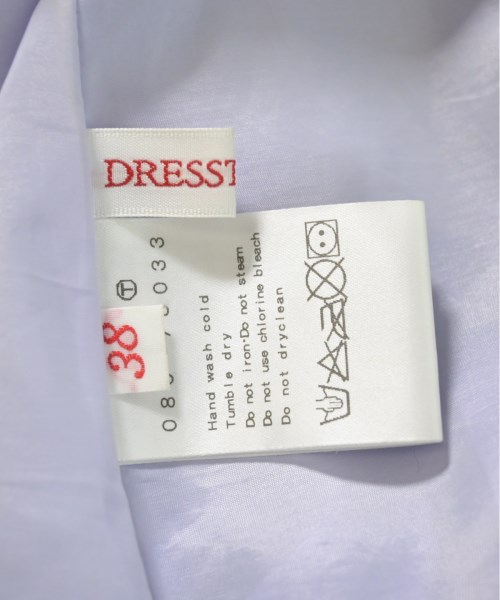 DRESST
38
T
033
Hand wash cold
Tumble dry
Do not iron·Do not steam
Do not use chlorine bleach
Do not dryclean